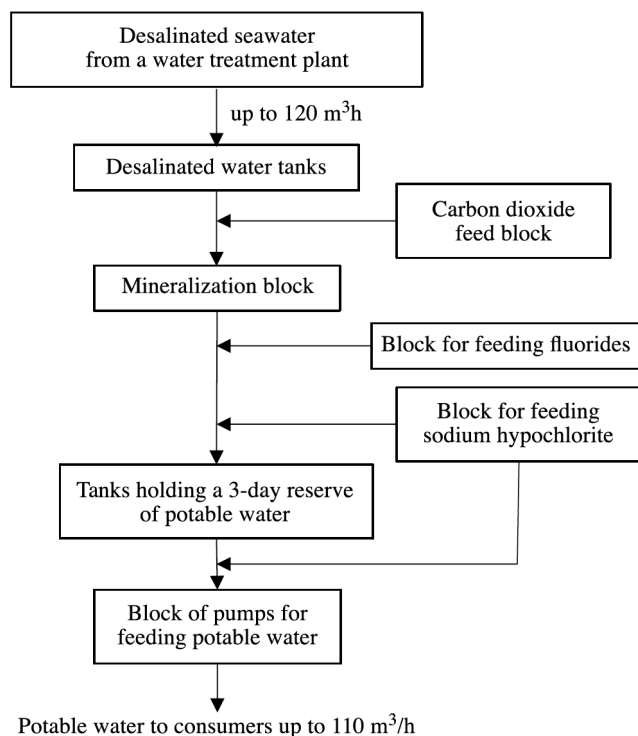 Desalinated seawater
from a water treatment plant
up to 120 m³h
Desalinated water tanks
Carbon dioxide
feed block
Mineralization block
Block for feeding fluorides
Block for feeding
sodium hypochlorite
Tanks holding a 3-day reserve
of potable water
Block of pumps for
feeding potable water
Potable water to consumers up to 110 m³/h